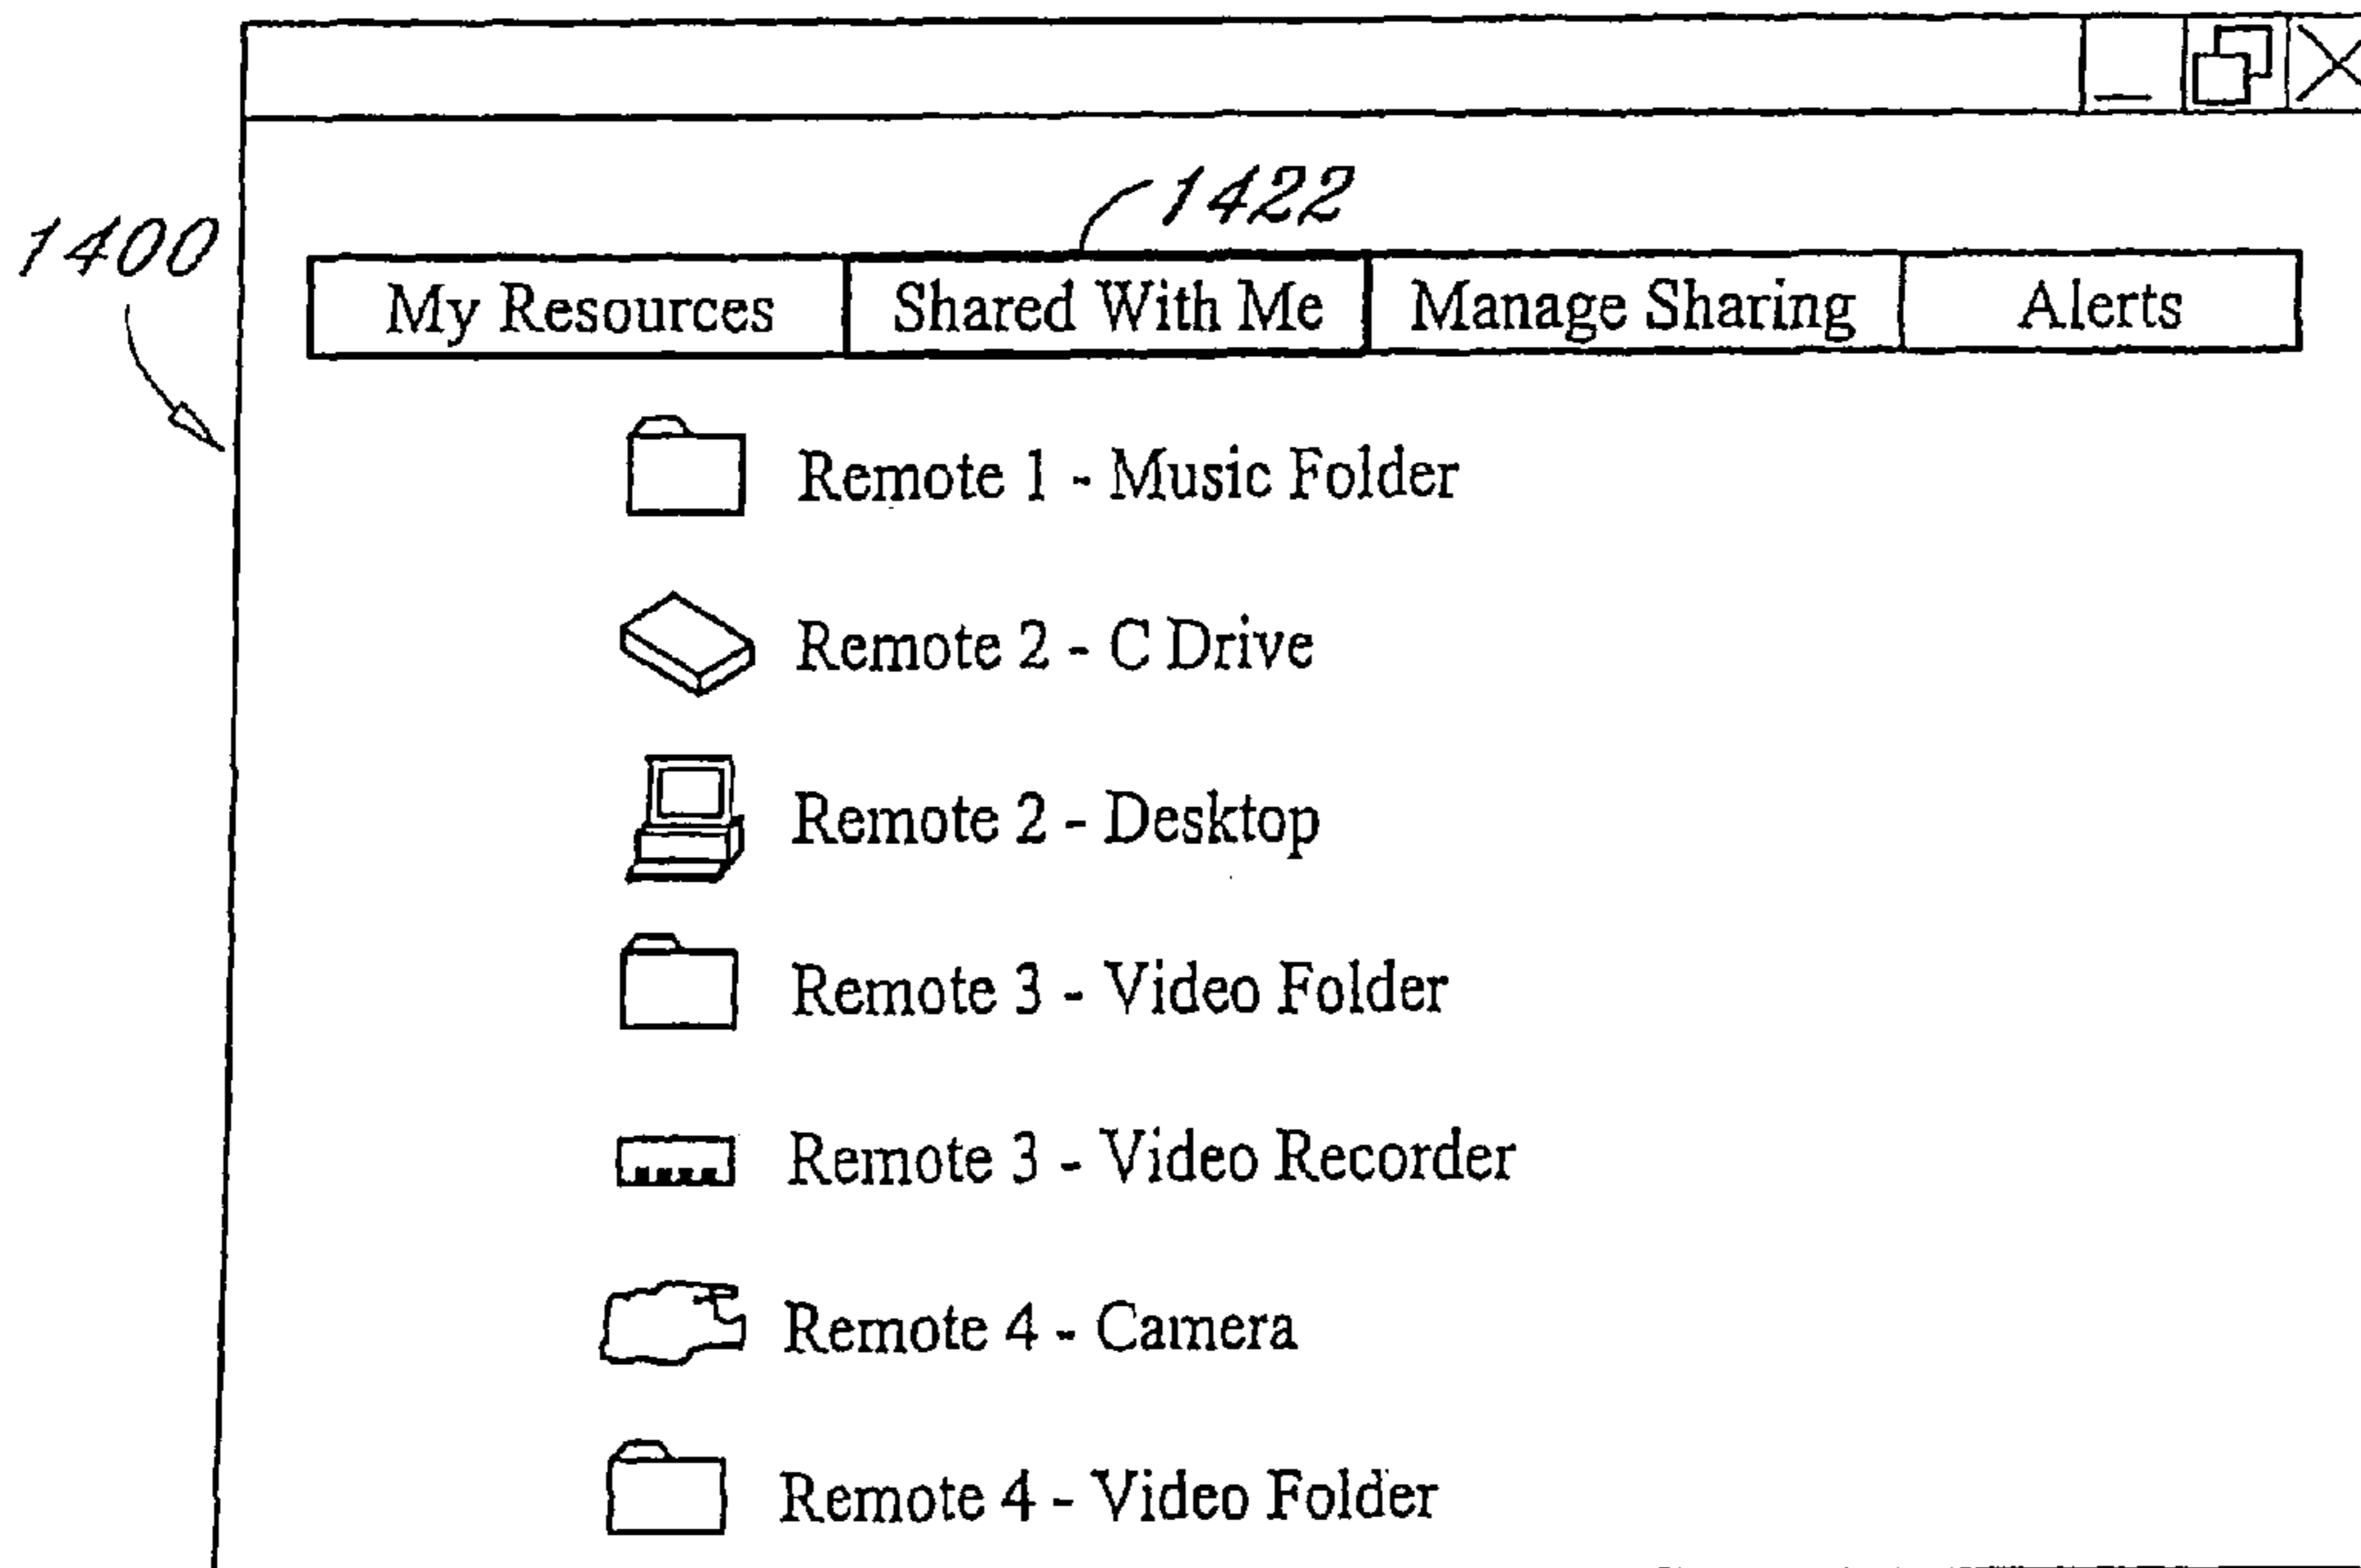 1400
1422
My Resources Shared With Me Manage Sharing Alerts
Remote 1 - Music Folder
Remote 2 - C Drive
Remote 2 - Desktop
Remote 3 - Video Folder
Remote 3 - Video Recorder
Remote 4 - Camera
Remote 4 - Video Folder